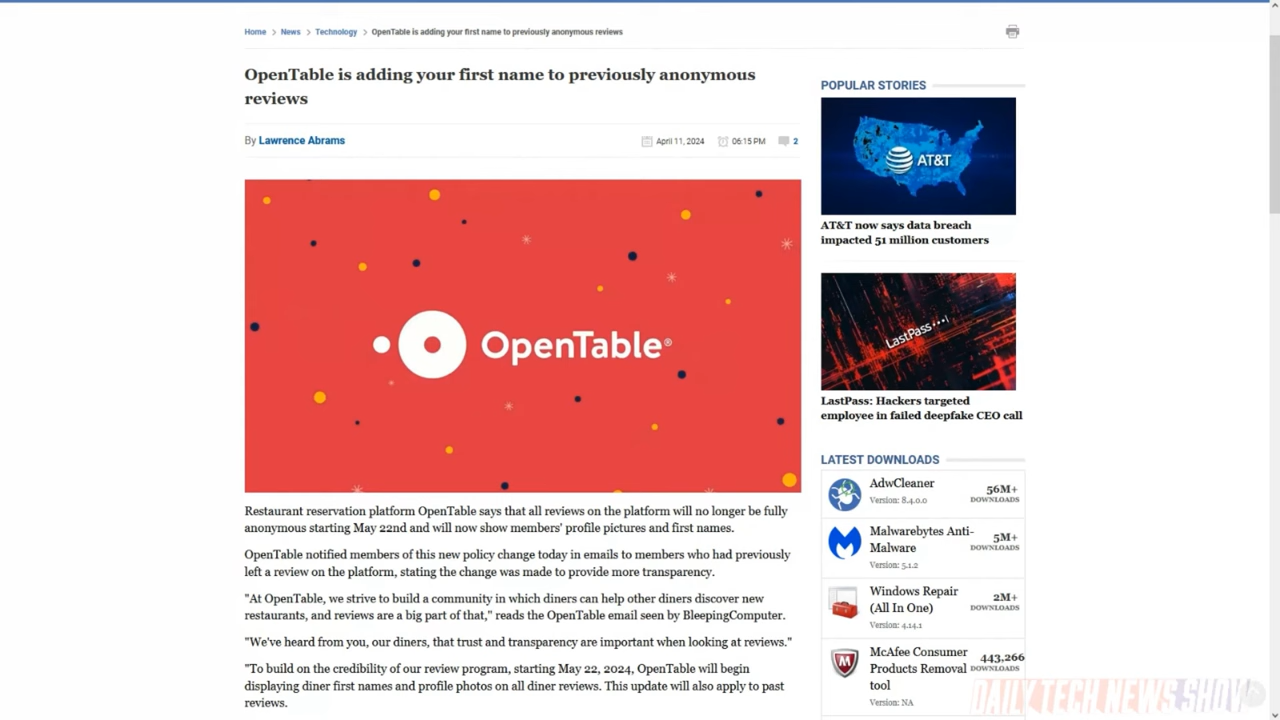 Home > News > Technology > OpenTable is adding your first name to previously anonymous reviews
OpenTable is adding your first name to previously anonymous
reviews
By Lawrence Abrams
April 11, 2024
06:15 PM
2
OpenTable®
Restaurant reservation platform OpenTable says that all reviews on the platform will no longer be fully
anonymous starting May 22nd and will now show members' profile pictures and first names.
OpenTable notified members of this new policy change today in emails to members who had previously
left a review on the platform, stating the change was made to provide more transparency.
"At OpenTable, we strive to build a community in which diners can help other diners discover new
restaurants, and reviews are a big part of that," reads the OpenTable email seen by BleepingComputer.
"We've heard from you, our diners, that trust and transparency are important when looking at reviews."
"To build on the credibility of our review program, starting May 22, 2024, OpenTable will begin
displaying diner first names and profile photos on all diner reviews. This update will also apply to past
reviews.
POPULAR STORIES
AT&T
AT&T now says data breach
impacted 51 million customers
LastPass
LastPass: Hackers targeted
employee in failed deepfake CEO call
LATEST DOWNLOADS
AdwCleaner
Version: 8.4.0.0
56M+
DOWNLOADS
Malwarebytes Anti-
Malware
Version: 5.1.2
5M+
DOWNLOADS
Windows Repair
(All In One)
Version: 4.14.1
2M+
DOWNLOADS
McAfee Consumer
Products Removal
tool
Version: NA
443,266
DOWNLOADS
DAILY TECH NEWS SHOW